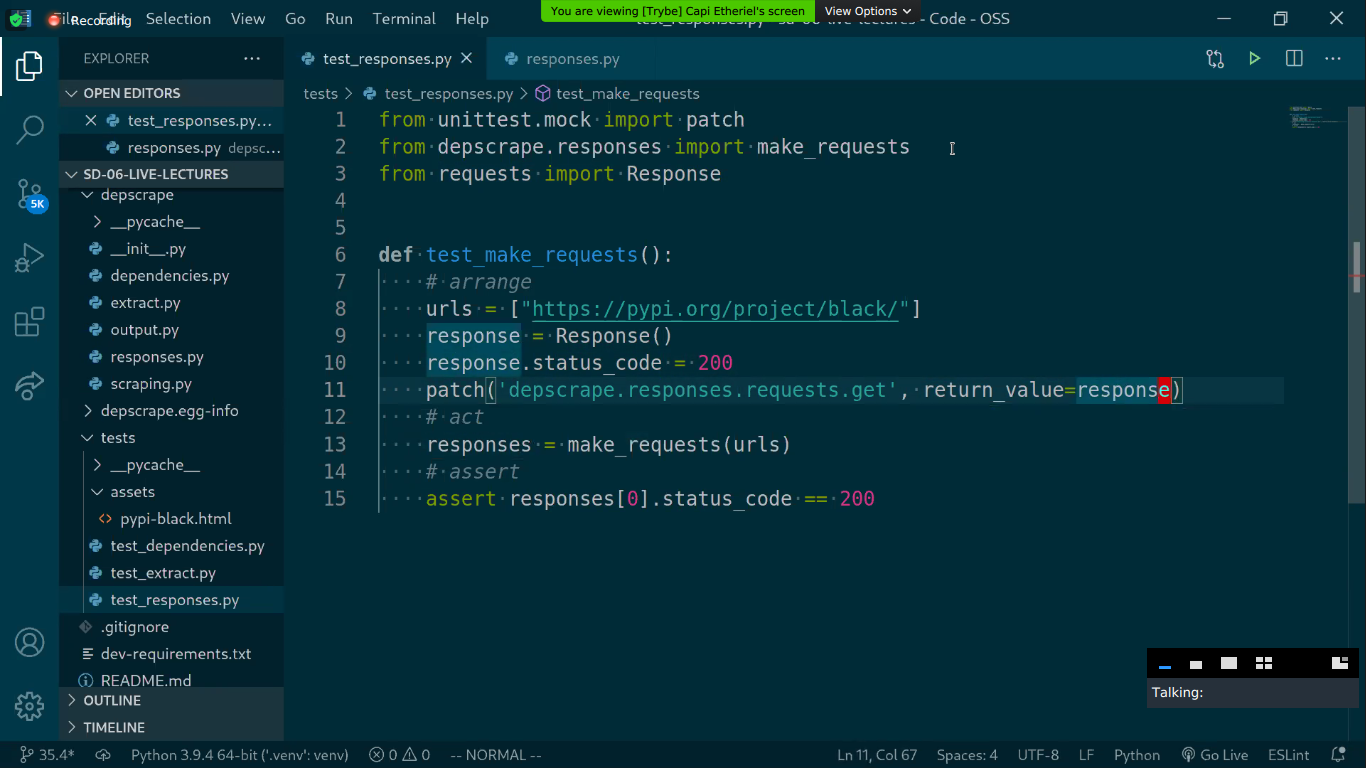 File Edit Selection View Go Run Terminal Help
Recording
You are viewing [Trybe] Capi Etheriel's screen
View Options
test_responses.py - sd-06-live-lectures - Code - OSS
EXPLORER
test_responses.py
responses.py
OPEN EDITORS
test_responses.py...
responses.py depsc...
SD-06-LIVE-LECTURES
depscrape
__pycache__
__init__.py
dependencies.py
extract.py
output.py
responses.py
scraping.py
depscrape.egg-info
tests
__pycache__
assets
pypi-black.html
test_dependencies.py
test_extract.py
test_responses.py
.gitignore
dev-requirements.txt
README.md
OUTLINE
TIMELINE
5K
tests > test_responses.py > test_make_requests
1 from unittest.mock import patch
2 from depscrape.responses import make_requests
3 from requests import Response
4
5
6 def test_make_requests():
7 # arrange
8 urls = ["https://pypi.org/project/black/"]
9 response = Response()
10 response.status_code = 200
11 patch('depscrape.responses.requests.get', return_value=response)
12 # act
13 responses = make_requests(urls)
14 # assert
15 assert responses[0].status_code == 200
Talking:
35.4* Python 3.9.4 64-bit ('.venv': venv) 0 0 -- NORMAL -- Ln 11, Col 67 Spaces: 4 UTF-8 LF Python Go Live ESLint